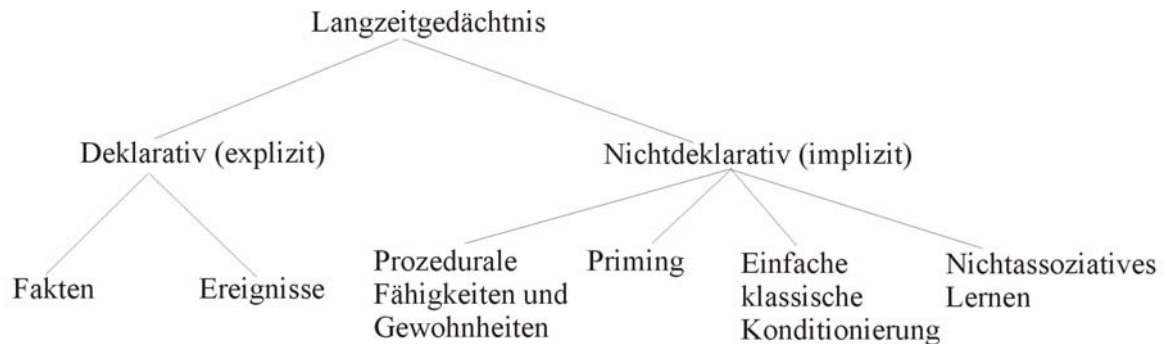 Langzeitgedächtnis
Deklarativ (explizit)
Nichtdeklarativ (implizit)
Fakten
Ereignisse
Prozedurale
Fähigkeiten und
Gewohnheiten
Priming
Einfache
klassische
Konditionierung
Nichtassoziatives
Lernen